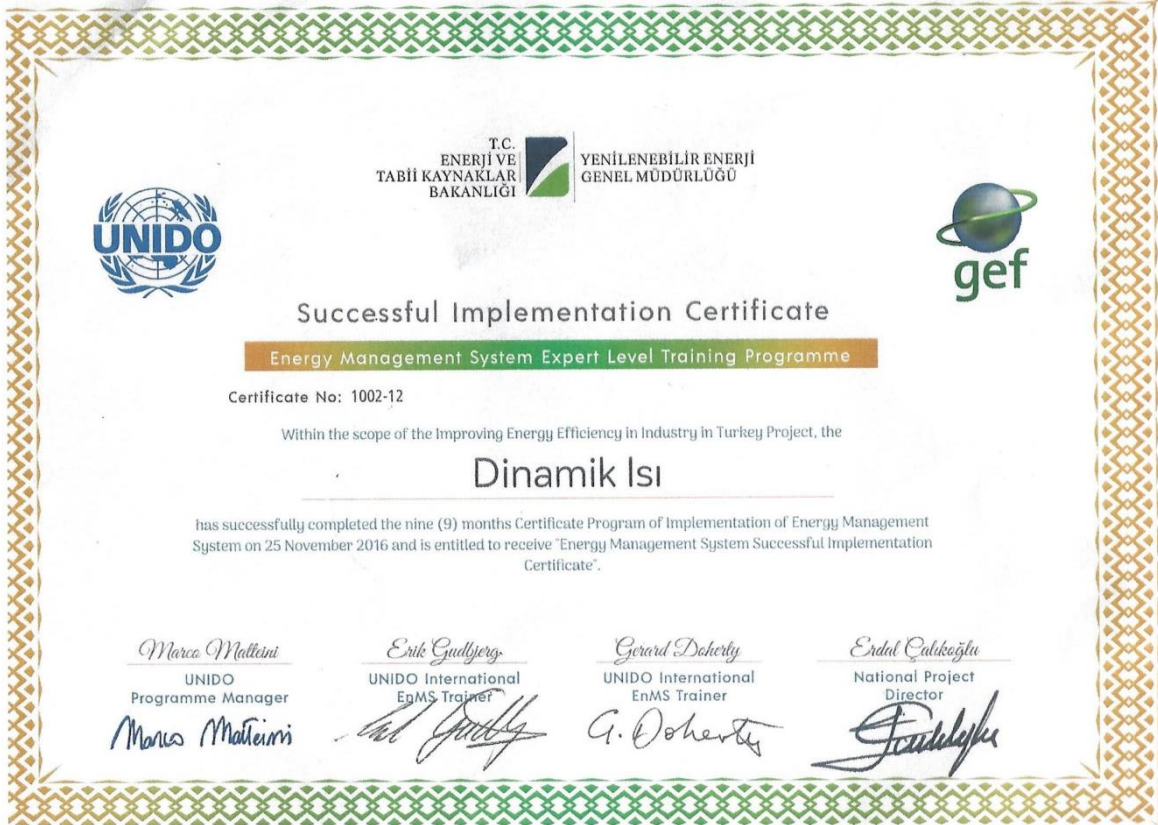 T.C.
ENERJİ VE
TABİİ KAYNAKLAR
BAKANLIĞI
YENİLENEBİLİR ENERJİ
GENEL MÜDÜRLÜĞÜ
UNIDO
gef
Successful Implementation Certificate
Energy Management System Expert Level Training Programme
Certificate No: 1002-12
Within the scope of the Improving Energy Efficiency in Industry in Turkey Project, the
Dinamik Isı
has successfully completed the nine (9) months Certificate Program of Implementation of Energy Management
System on 25 November 2016 and is entitled to receive "Energy Management System Successful Implementation
Certificate".
Marco Matteini
UNIDO
Programme Manager
Marco Matteini
Erik Gudbjerg
UNIDO International
EnMS Trainer
Gerard Doherty
UNIDO International
EnMS Trainer
G. Doherty
Erdal Çalıkoğlu
National Project
Director